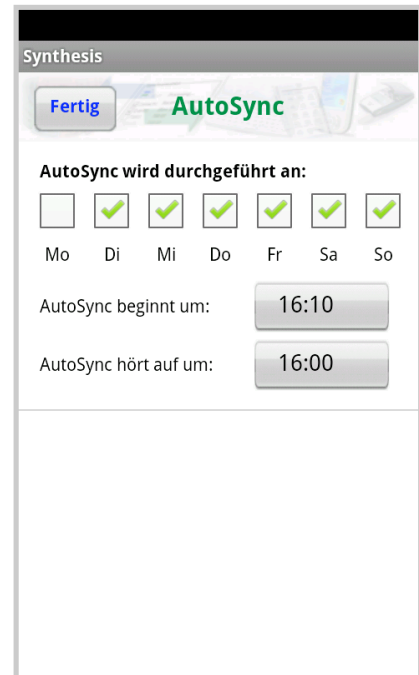 Synthesis
Fertig AutoSync
AutoSync wird durchgeführt an:
Mo Di Mi Do Fr Sa So
AutoSync beginnt um: 16:10
AutoSync hört auf um: 16:00